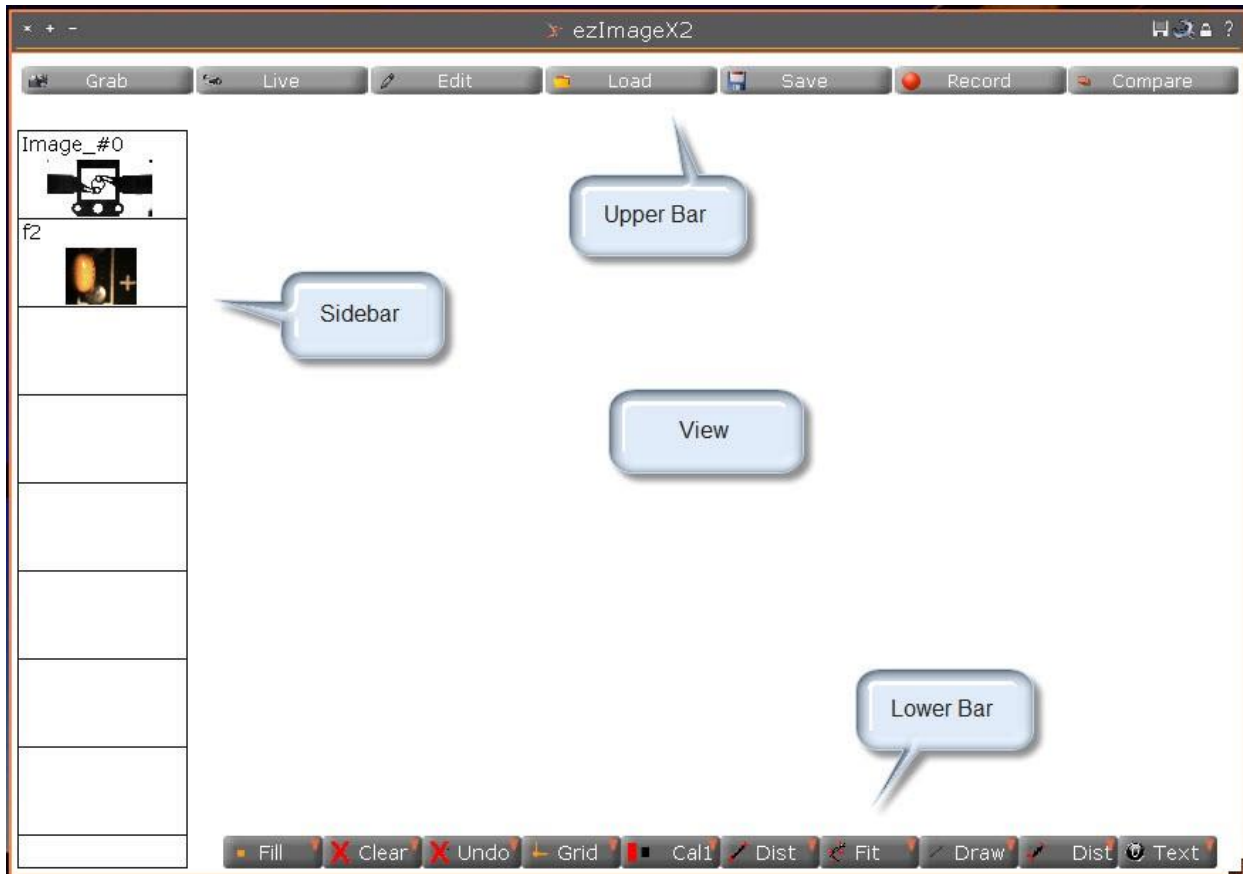 × + − ezImageX2 ?
Grab Live Edit Load Save Record Compare
Image_#0
Upper Bar
f2
Sidebar
View
Lower Bar
Fill Clear Undo Grid Cal1 Dist Fit Draw Dist Text